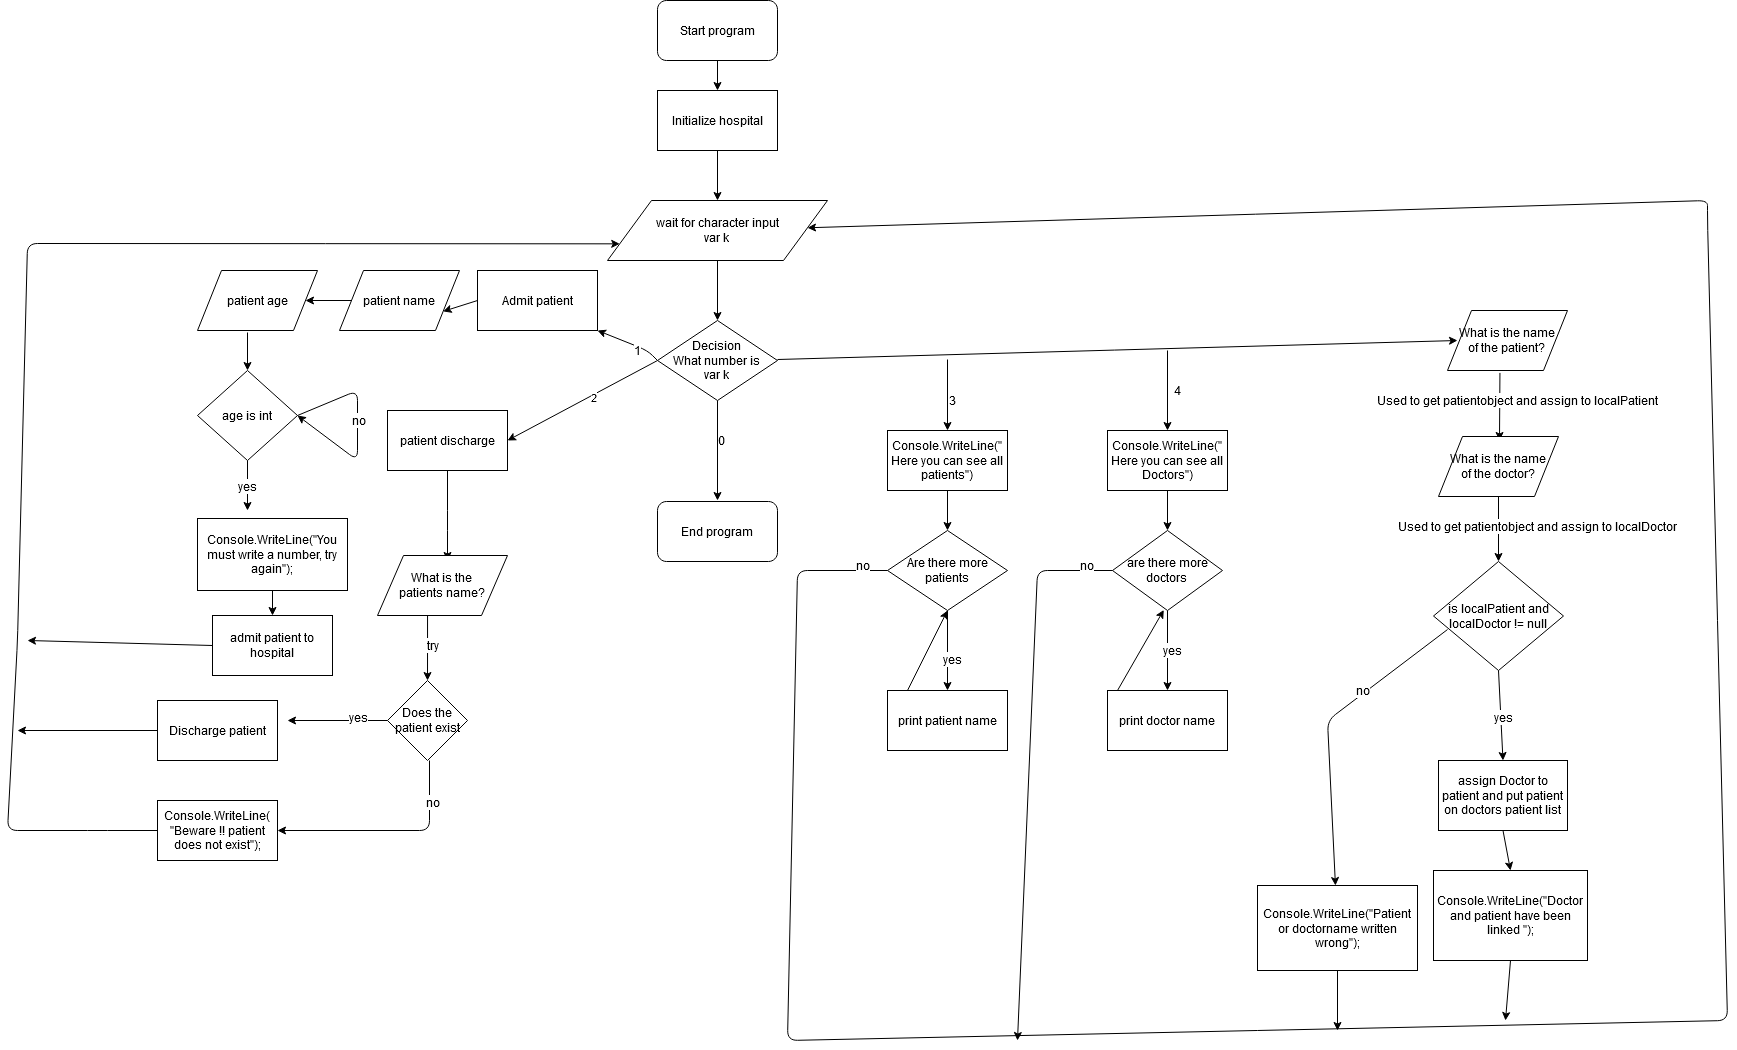 Start program
Initialize hospital
wait for character input
var k
patient age
patient name
Admit patient
Decision
What number is
var k
1
2
0
3
4
What is the name
of the patient?
Used to get patientobject and assign to localPatient
What is the name
of the doctor?
Used to get patientobject and assign to localDoctor
is localPatient and
localDoctor != null
no
yes
assign Doctor to
patient and put patient
on doctors patient list
Console.WriteLine("Patient
or doctorname written
wrong");
Console.WriteLine("Doctor
and patient have been
linked ");
age is int
no
yes
Console.WriteLine("You
must write a number, try
again");
admit patient to
hospital
patient discharge
What is the
patients name?
try
Does the
patient exist
yes
no
Discharge patient
Console.WriteLine(
"Beware !! patient
does not exist");
End program
Console.WriteLine("
Here you can see all
patients")
Are there more
patients
no
yes
print patient name
Console.WriteLine("
Here you can see all
Doctors")
are there more
doctors
no
yes
print doctor name